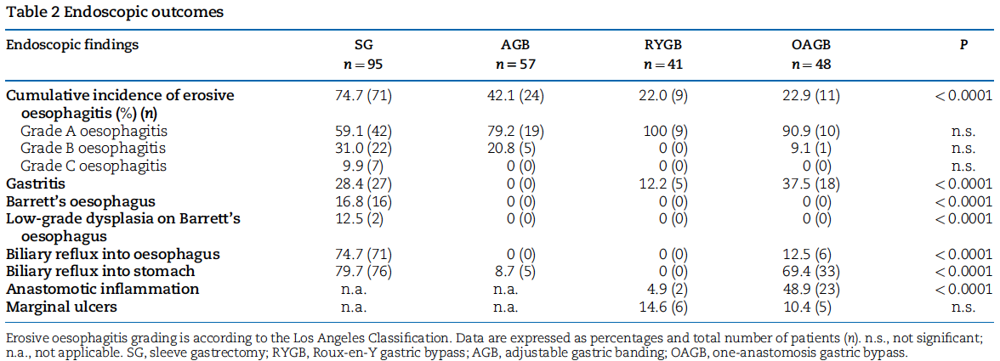 Table 2 Endoscopic outcomes
Endoscopic findings SG AGB RYGB OAGB P
n = 95 n = 57 n = 41 n = 48
Cumulative incidence of erosive 74.7 (71) 42.1 (24) 22.0 (9) 22.9 (11) < 0.0001
oesophagitis (%) (n)
Grade A oesophagitis 59.1 (42) 79.2 (19) 100 (9) 90.9 (10) n.s.
Grade B oesophagitis 31.0 (22) 20.8 (5) 0 (0) 9.1 (1) n.s.
Grade C oesophagitis 9.9 (7) 0 (0) 0 (0) 0 (0) n.s.
Gastritis 28.4 (27) 0 (0) 12.2 (5) 37.5 (18) < 0.0001
Barrett's oesophagus 16.8 (16) 0 (0) 0 (0) 0 (0) < 0.0001
Low-grade dysplasia on Barrett's 12.5 (2) 0 (0) 0 (0) 0 (0) < 0.0001
oesophagus
Biliary reflux into oesophagus 74.7 (71) 0 (0) 0 (0) 12.5 (6) < 0.0001
Biliary reflux into stomach 79.7 (76) 8.7 (5) 0 (0) 69.4 (33) < 0.0001
Anastomotic inflammation n.a. n.a. 4.9 (2) 48.9 (23) < 0.0001
Marginal ulcers n.a. n.a. 14.6 (6) 10.4 (5) n.s.
Erosive oesophagitis grading is according to the Los Angeles Classification. Data are expressed as percentages and total number of patients (n). n.s., not significant;
n.a., not applicable. SG, sleeve gastrectomy; RYGB, Roux-en-Y gastric bypass; AGB, adjustable gastric banding; OAGB, one-anastomosis gastric bypass.